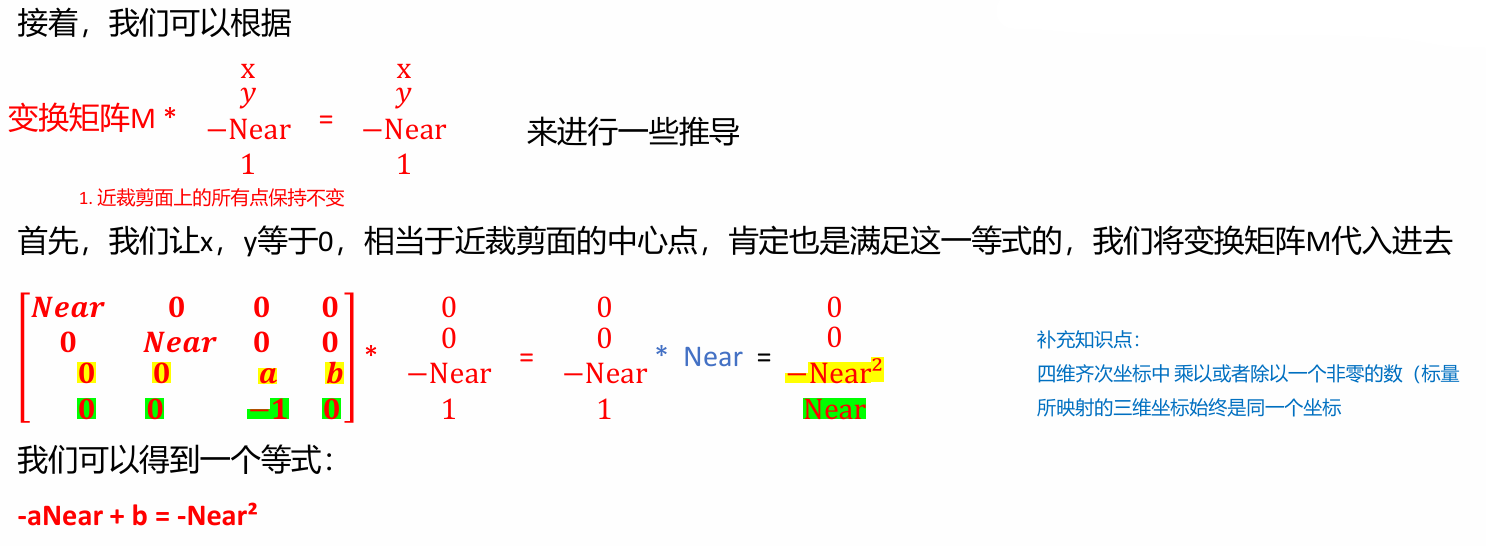 接着，我们可以根据
x x
y y
变换矩阵M * −Near = −Near 来进行一些推导
1 1
1. 近裁剪面上的所有点保持不变
首先，我们让x，y等于0，相当于近裁剪面的中心点，肯定也是满足这一等式的，我们将变换矩阵M代入进去
Near 0 0 0 0 0 0
0 Near 0 0 * 0 = 0 * Near = 0
0 0 a b −Near −Near −Near²
0 0 −1 0 1 1 Near
补充知识点：
四维齐次坐标中 乘以或者除以一个非零的数（标量
所映射的三维坐标始终是同一个坐标
我们可以得到一个等式：
-aNear + b = -Near²